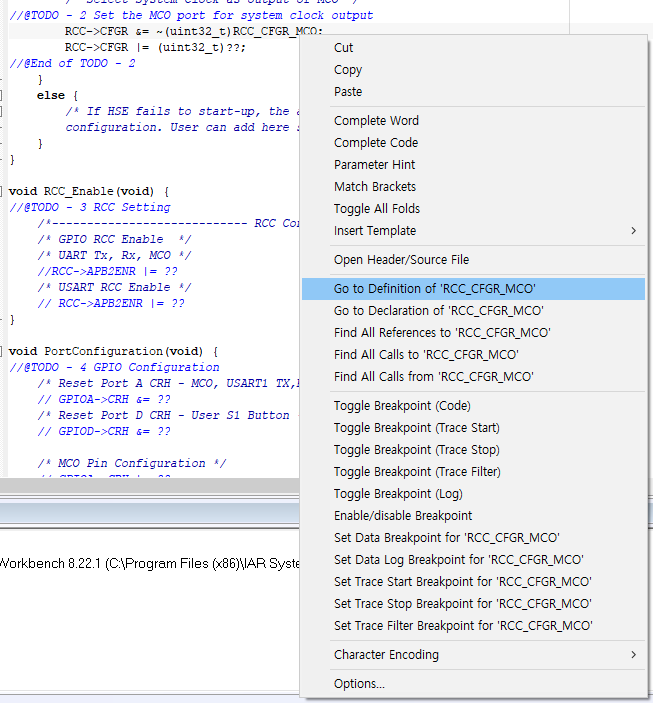 /* Select System Clock as output of MCO */
//@TODO - 2 Set the MCO port for system clock output
RCC->CFGR &= ~(uint32_t)RCC_CFGR_MCO;
RCC->CFGR |= (uint32_t)??;
//@End of TODO - 2
}
else {
/* If HSE fails to start-up, the
configuration. User can add here
}
}
void RCC_Enable(void) {
//@TODO - 3 RCC Setting
/*---------------------------- RCC Co
/* GPIO RCC Enable */
/* UART Tx, Rx, MCO */
//RCC->APB2ENR |= ??
/* USART RCC Enable */
// RCC->APB2ENR |= ??
}
void PortConfiguration(void) {
//@TODO - 4 GPIO Configuration
/* Reset Port A CRH - MCO, USART1 TX,
// GPIOA->CRH &= ??
/* Reset Port D CRH - User S1 Button
// GPIOD->CRH &= ??
/* MCO Pin Configuration */
// GPIOA->CRH |= ??
Workbench 8.22.1 (C:\Program Files (x86)\IAR Syste
Cut
Copy
Paste
Complete Word
Complete Code
Parameter Hint
Match Brackets
Toggle All Folds
Insert Template
Open Header/Source File
Go to Definition of 'RCC_CFGR_MCO'
Go to Declaration of 'RCC_CFGR_MCO'
Find All References to 'RCC_CFGR_MCO'
Find All Calls to 'RCC_CFGR_MCO'
Find All Calls from 'RCC_CFGR_MCO'
Toggle Breakpoint (Code)
Toggle Breakpoint (Trace Start)
Toggle Breakpoint (Trace Stop)
Toggle Breakpoint (Trace Filter)
Toggle Breakpoint (Log)
Enable/disable Breakpoint
Set Data Breakpoint for 'RCC_CFGR_MCO'
Set Data Log Breakpoint for 'RCC_CFGR_MCO'
Set Trace Start Breakpoint for 'RCC_CFGR_MCO'
Set Trace Stop Breakpoint for 'RCC_CFGR_MCO'
Set Trace Filter Breakpoint for 'RCC_CFGR_MCO'
Character Encoding
Options...